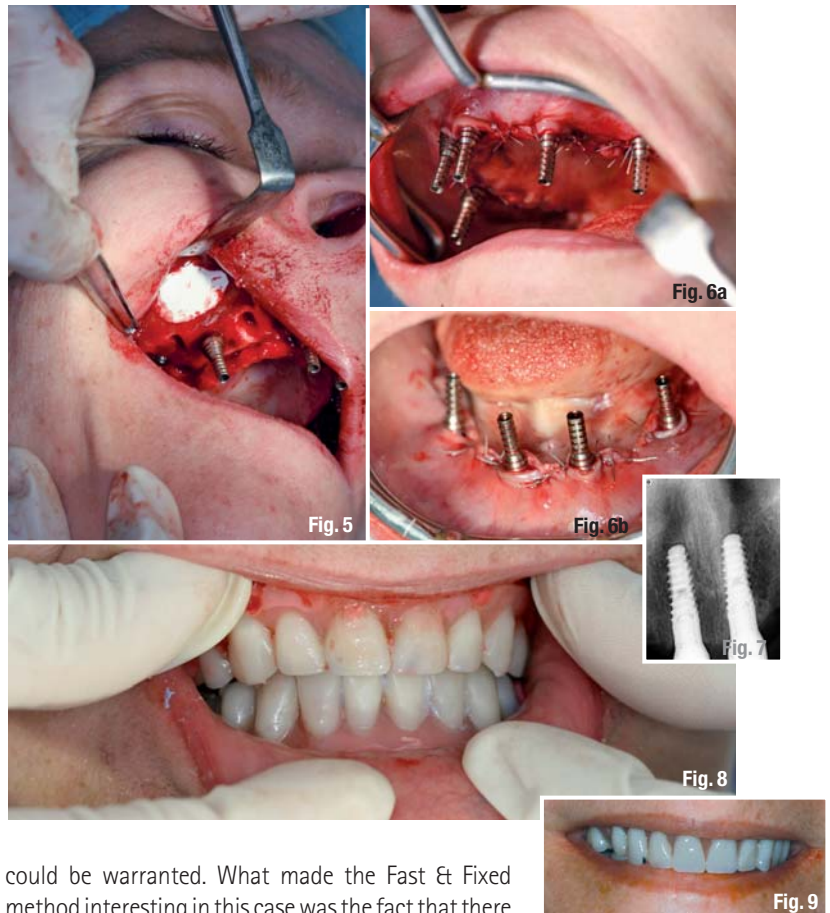 Fig. 5
Fig. 6a
Fig. 6b
Fig. 7
Fig. 8
Fig. 9
could be warranted. What made the Fast & Fixed
method interesting in this case was the fact that there